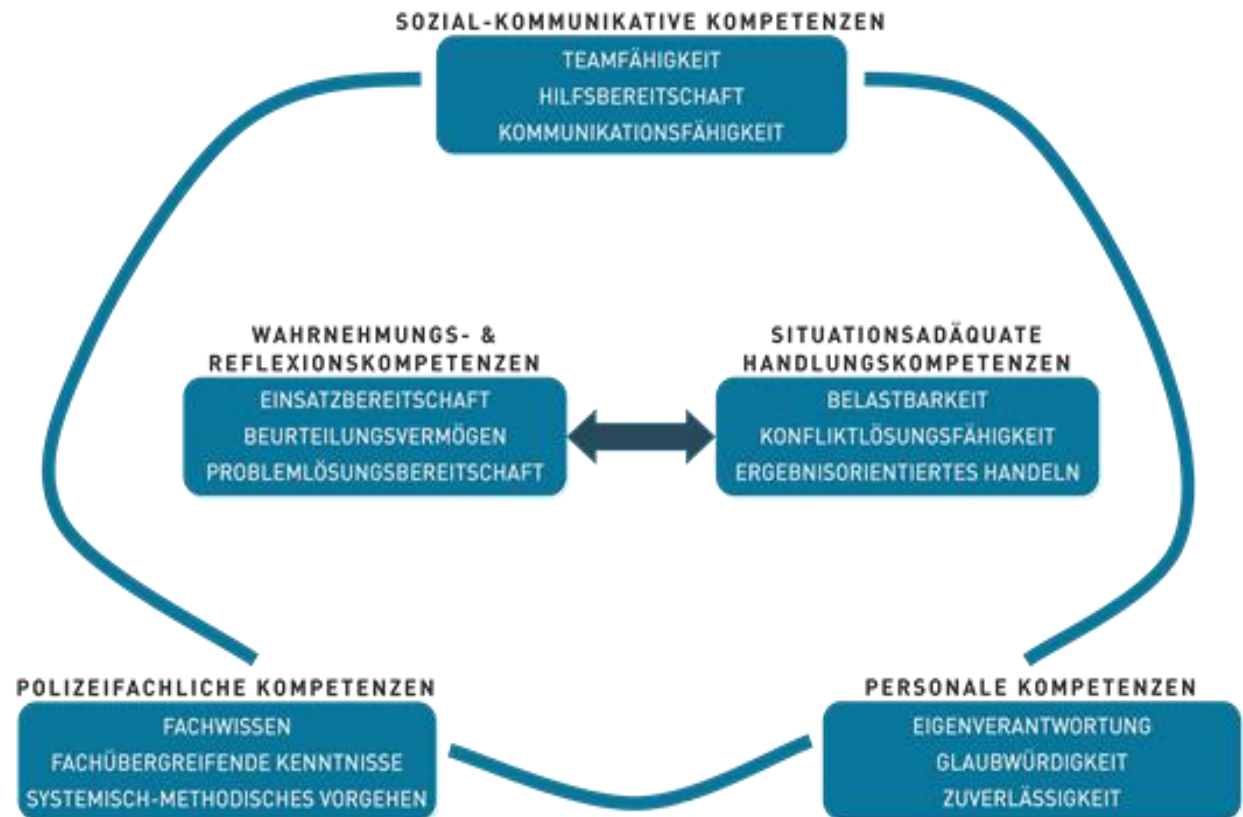 SOZIAL-KOMMUNIKATIVE KOMPETENZEN
TEAMFÄHIGKEIT
HILFSBEREITSCHAFT
KOMMUNIKATIONSFÄHIGKEIT
WAHRNEHMUNGS- &
REFLEXIONSKOMPETENZEN
EINSATZBEREITSCHAFT
BEURTEILUNGSVERMÖGEN
PROBLEMLÖSUNGSBEREITSCHAFT
SITUATIONSADÄQUATE
HANDLUNGSKOMPETENZEN
BELASTBARKEIT
KONFLIKTLÖSUNGSFÄHIGKEIT
ERGEBNISORIENTIERTES HANDELN
POLIZEIFACHLICHE KOMPETENZEN
FACHWISSEN
FACHÜBERGREIFENDE KENNTNISSE
SYSTEMISCH-METHODISCHES VORGEHEN
PERSONALE KOMPETENZEN
EIGENVERANTWORTUNG
GLAUBWÜRDIGKEIT
ZUVERLÄSSIGKEIT